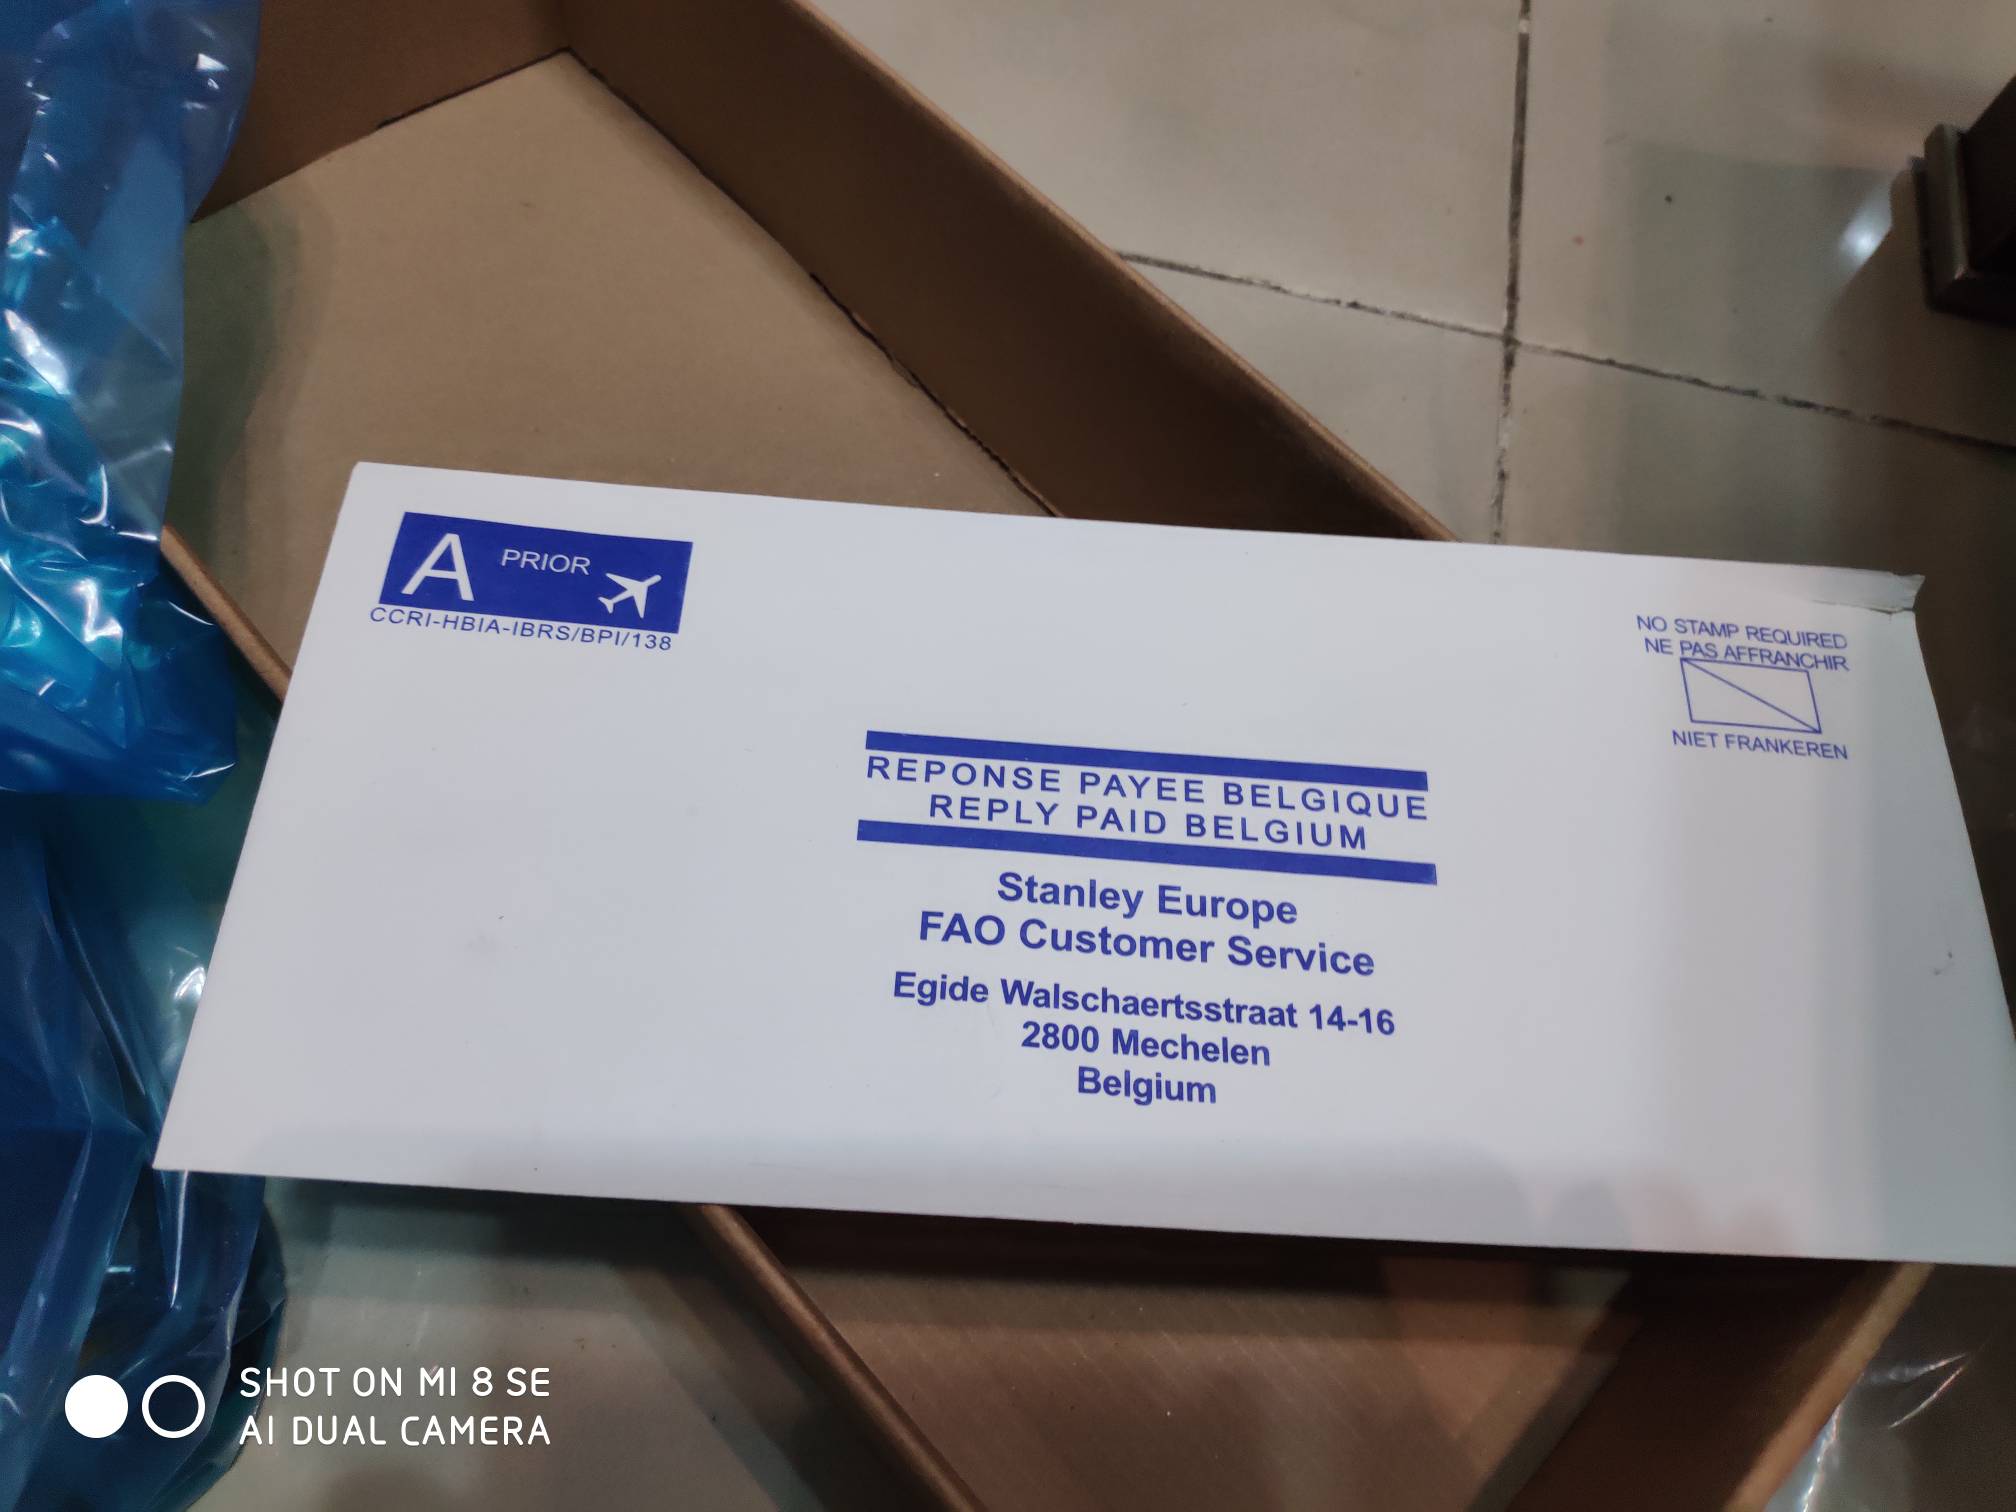 A PRIOR
CCRI-HBIA-IBRS/BPI/138
NO STAMP REQUIRED
NE PAS AFFRANCHIR
NIET FRANKEREN
REPONSE PAYEE BELGIQUE
REPLY PAID BELGIUM
Stanley Europe
FAO Customer Service
Egide Walschaertsstraat 14-16
2800 Mechelen
Belgium
SHOT ON MI 8 SE
AI DUAL CAMERA